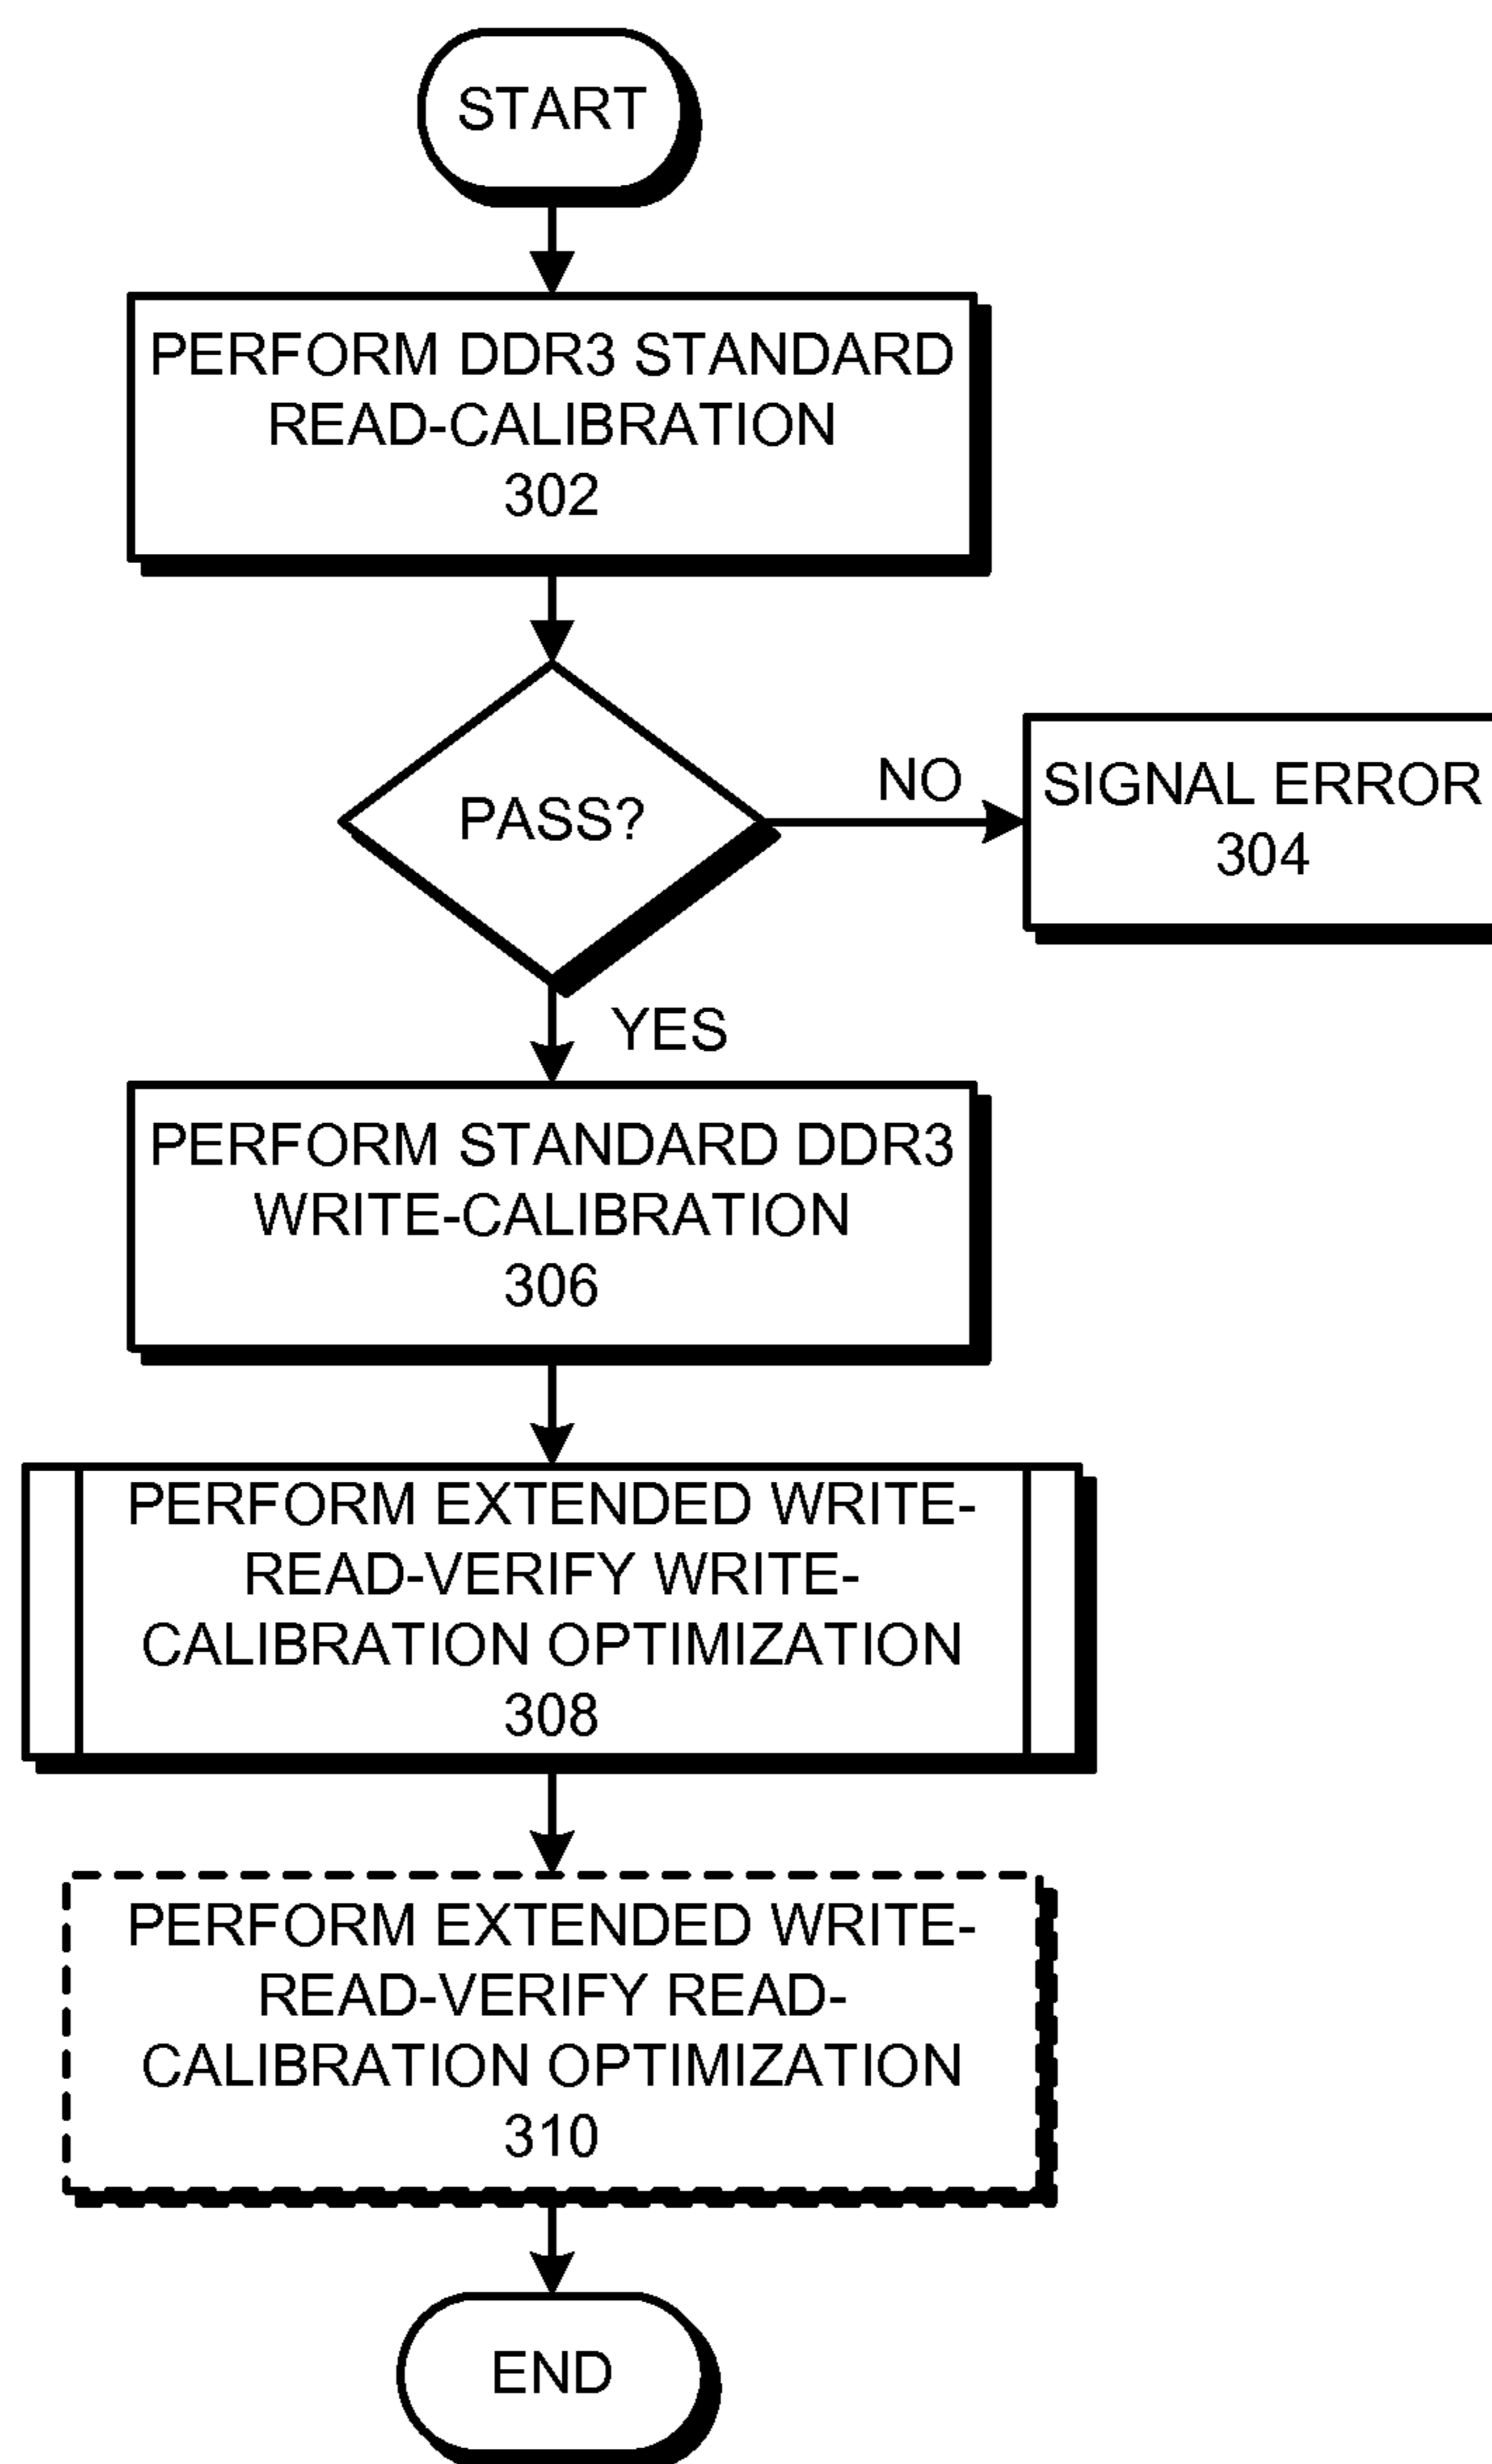 START
PERFORM DDR3 STANDARD
READ-CALIBRATION
302
PASS?
NO
SIGNAL ERROR
304
YES
PERFORM STANDARD DDR3
WRITE-CALIBRATION
306
PERFORM EXTENDED WRITE-
READ-VERIFY WRITE-
CALIBRATION OPTIMIZATION
308
PERFORM EXTENDED WRITE-
READ-VERIFY READ-
CALIBRATION OPTIMIZATION
310
END